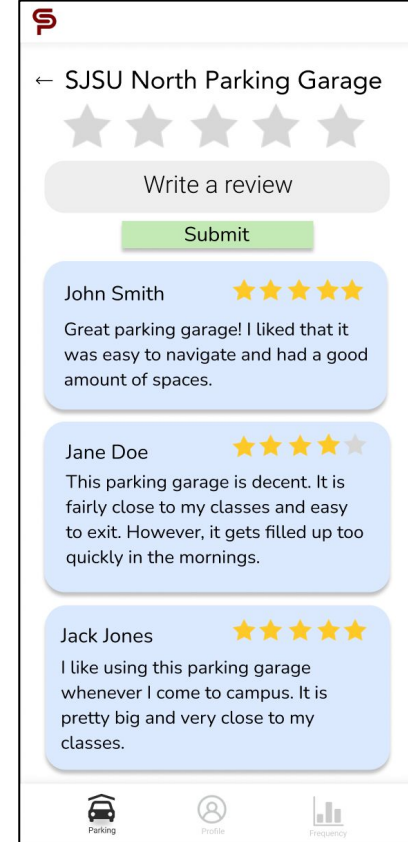 SP
← SJSU North Parking Garage
Write a review
Submit
John Smith
Great parking garage! I liked that it
was easy to navigate and had a good
amount of spaces.
Jane Doe
This parking garage is decent. It is
fairly close to my classes and easy
to exit. However, it gets filled up too
quickly in the mornings.
Jack Jones
I like using this parking garage
whenever I come to campus. It is
pretty big and very close to my
classes.
Parking Profile Frequency